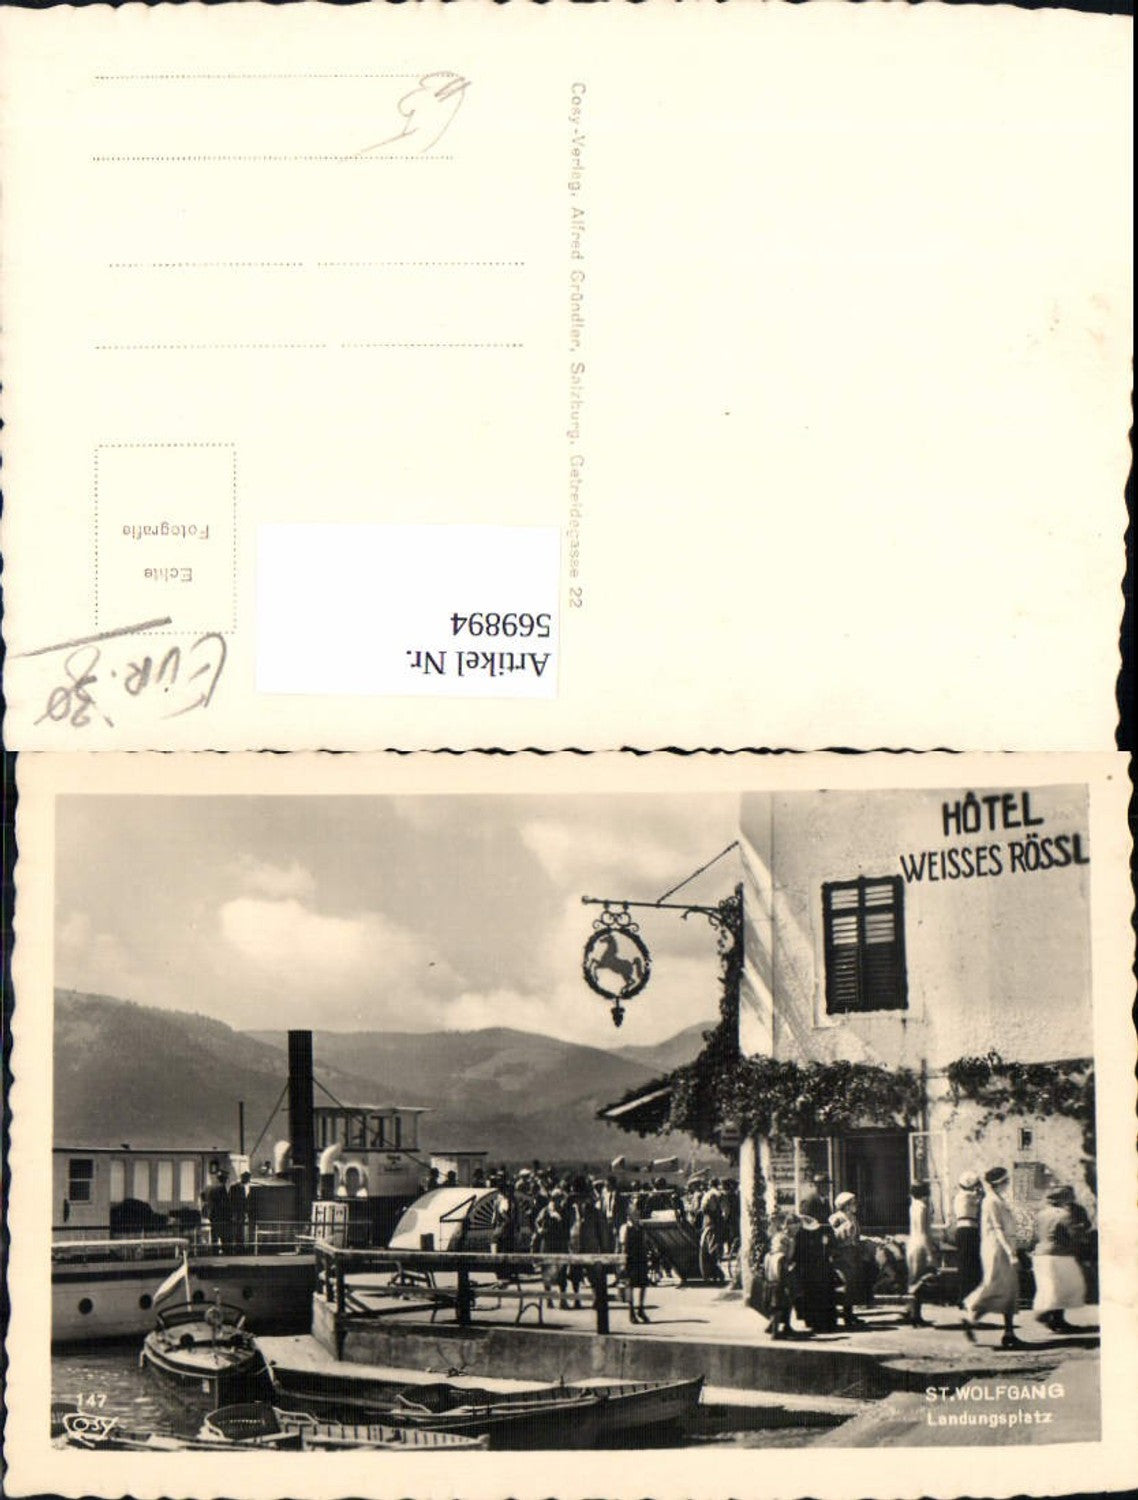 Cosy-Verlag, Alfred Gründler, Salzburg, Getreidegasse 22
Echte
Fotografie
Artikel Nr.
569894
HÔTEL
WEISSES RÖSSL
147
COSY
ST. WOLFGANG
Landungsplatz